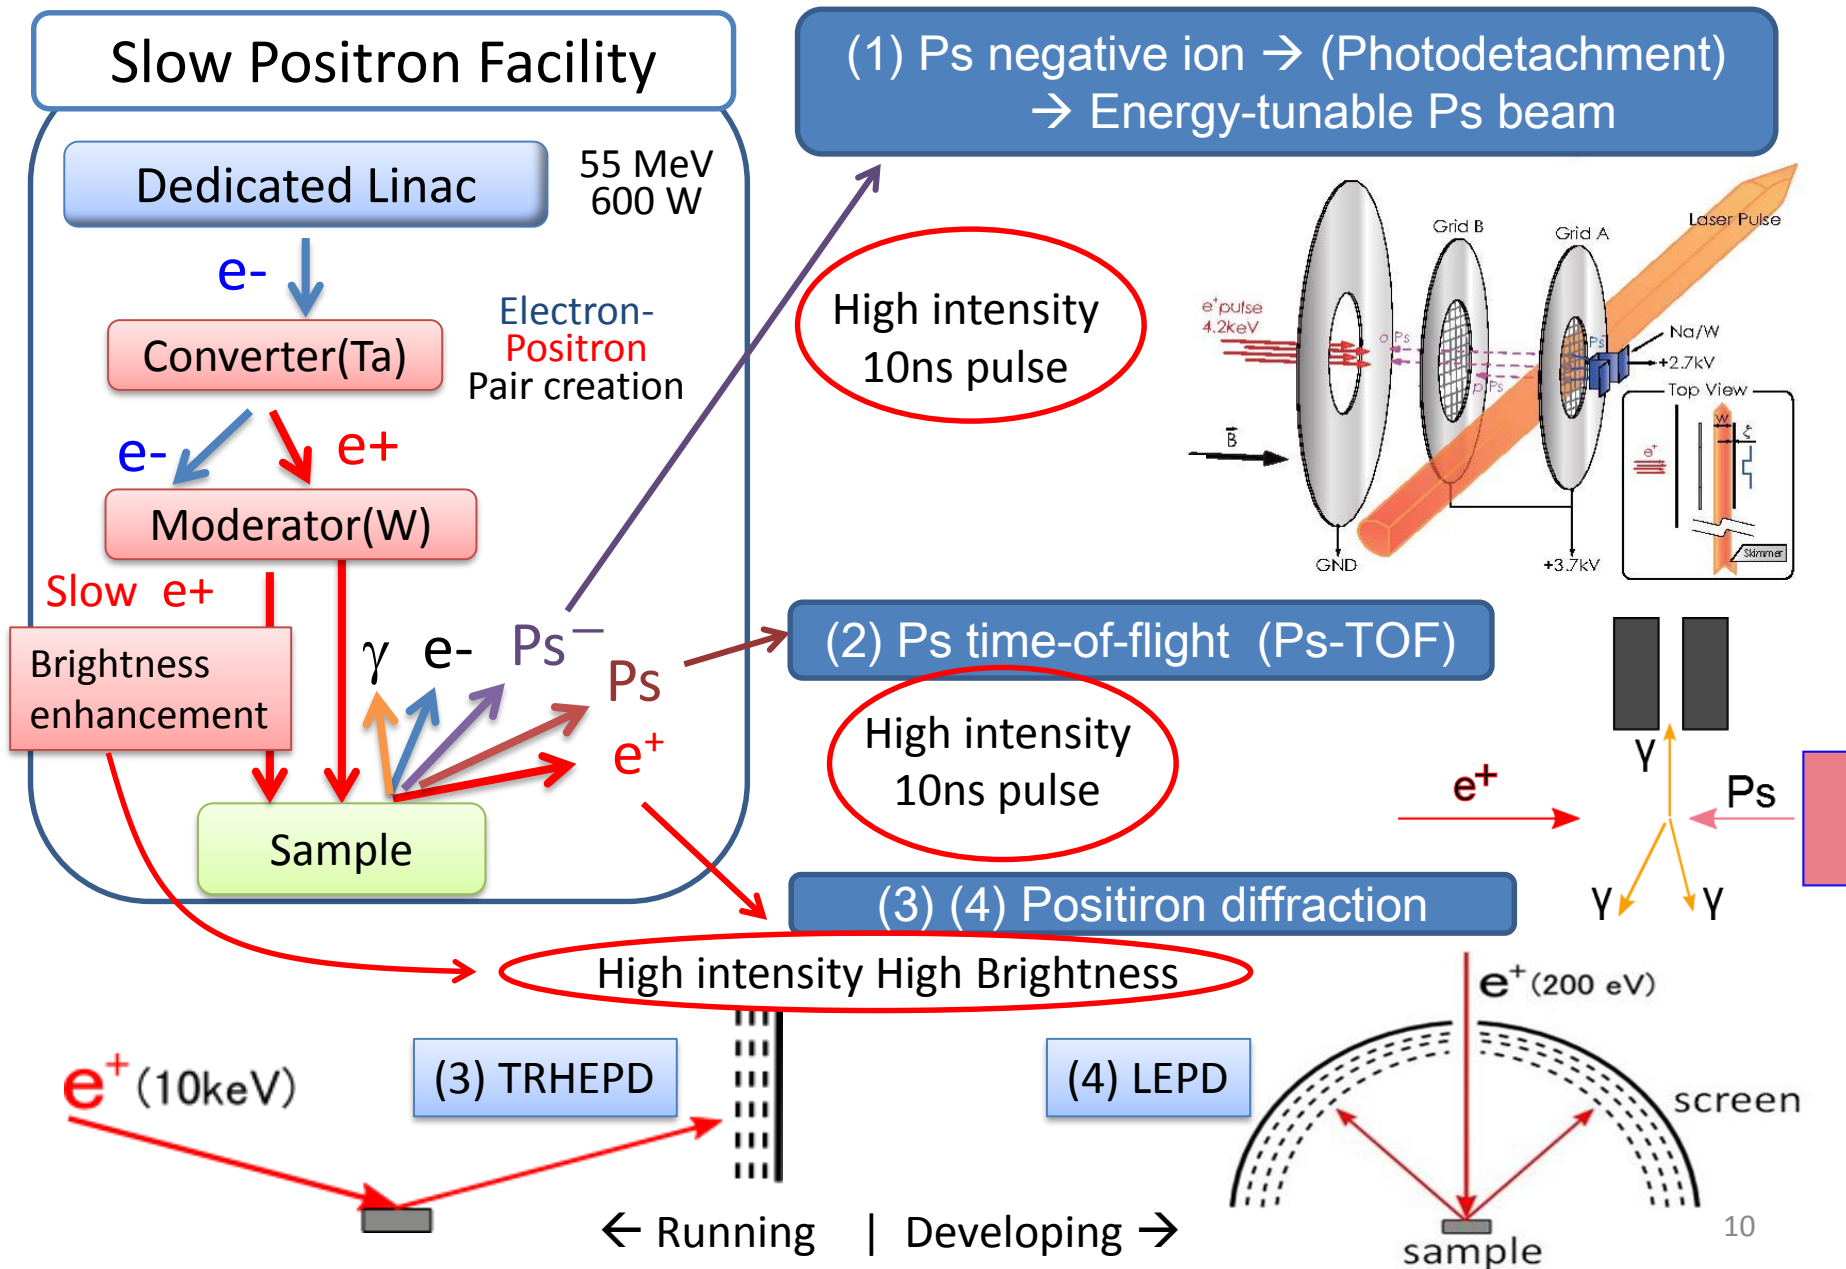 Slow Positron Facility
Dedicated Linac
55 MeV
600 W
e-
Converter(Ta)
Electron-
Positron
Pair creation
e-
e+
Moderator(W)
Slow e+
Brightness
enhancement
γ
e-
Ps−
Ps
e+
Sample
(1) Ps negative ion → (Photodetachment)
→ Energy-tunable Ps beam
High intensity
10ns pulse
Laser Pulse
Grid B
Grid A
e+ pulse
4.2keV
o Ps
p Ps
Ps-
Na/W
+2.7kV
B
GND
+3.7kV
Top View
W
ζ
e+
Skimmer
(2) Ps time-of-flight (Ps-TOF)
High intensity
10ns pulse
γ
e+
Ps
γ
γ
(3) (4) Positiron diffraction
High intensity High Brightness
e+ (10keV)
(3) TRHEPD
(4) LEPD
e+ (200 eV)
screen
sample
← Running | Developing →
10